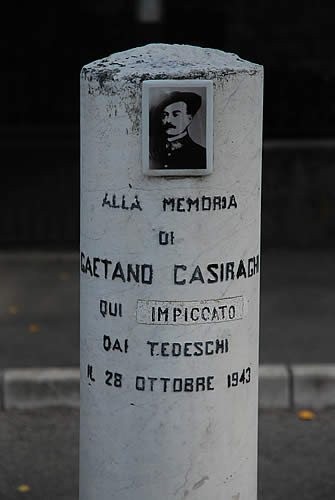 ALLA MEMORIA
DI
GAETANO CASIRAGHI
QUI IMPICCATO
DAI TEDESCHI
IL 28 OTTOBRE 1943